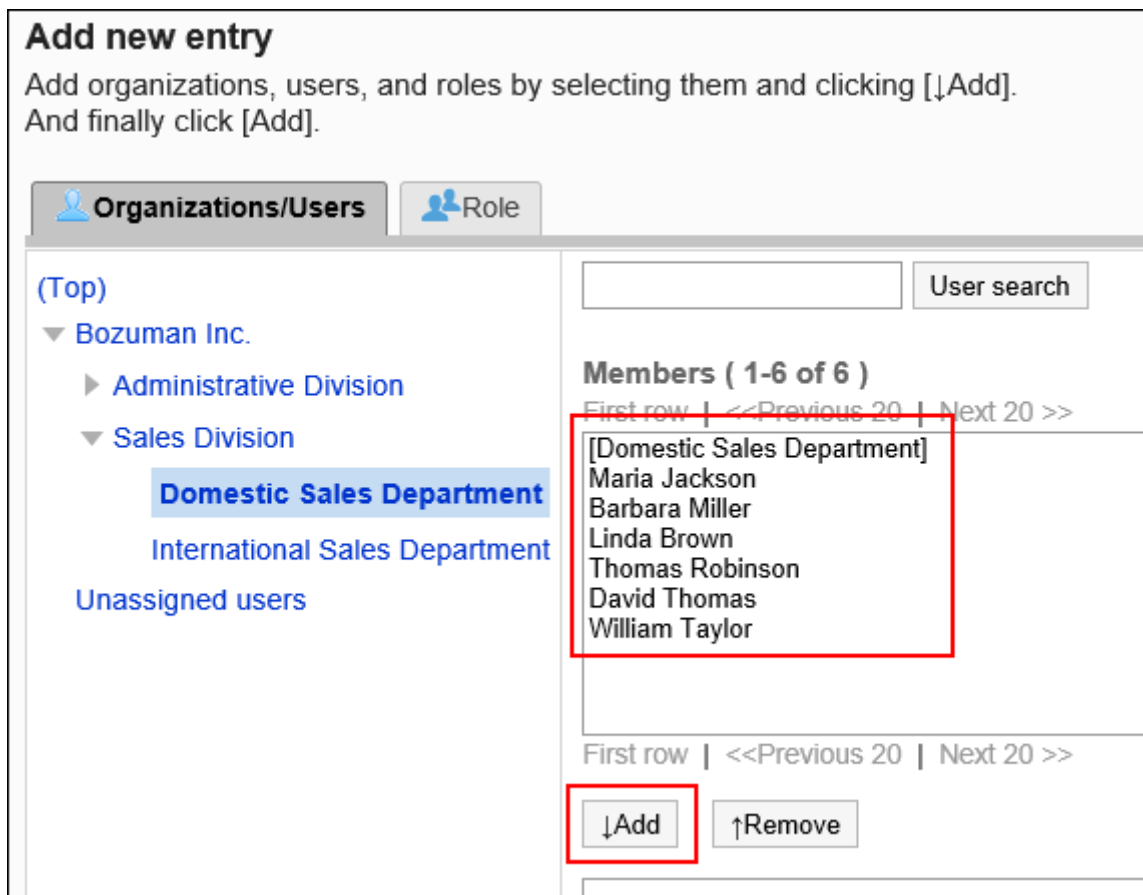 Add new entry
Add organizations, users, and roles by selecting them and clicking [↓Add].
And finally click [Add].
Organizations/Users
Role
(Top)
Bozuman Inc.
Administrative Division
Sales Division
Domestic Sales Department
International Sales Department
Unassigned users
User search
Members ( 1-6 of 6 )
First row | <<Previous 20 | Next 20 >>
[Domestic Sales Department]
Maria Jackson
Barbara Miller
Linda Brown
Thomas Robinson
David Thomas
William Taylor
First row | <<Previous 20 | Next 20 >>
↓Add ↑Remove